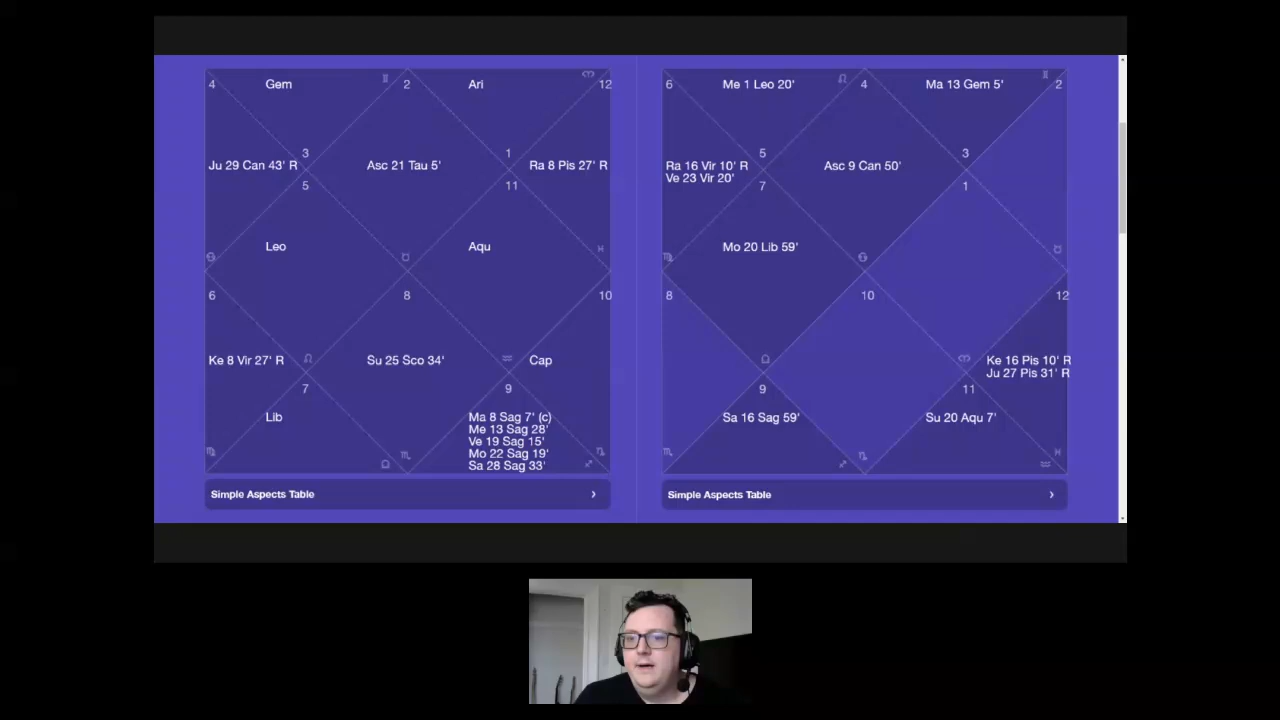 4 Gem 2 Ari 12
3 1
Ju 29 Can 43' R Asc 21 Tau 5' Ra 8 Pis 27' R
5 11
Leo Aqu
6 8 10
Ke 8 Vir 27' R Su 25 Sco 34' Cap
7 9
Lib Ma 8 Sag 7' (c)
Me 13 Sag 28'
Ve 19 Sag 15'
Mo 22 Sag 19'
Sa 28 Sag 33'
Simple Aspects Table ›
6 Me 1 Leo 20' 4 Ma 13 Gem 5' 2
5 3
Ra 16 Vir 10' R Asc 9 Can 50'
Ve 23 Vir 20'
7 1
Mo 20 Lib 59'
8 10 12
Ke 16 Pis 10' R
Ju 27 Pis 31' R
9 11
Sa 16 Sag 59' Su 20 Aqu 7'
Simple Aspects Table ›